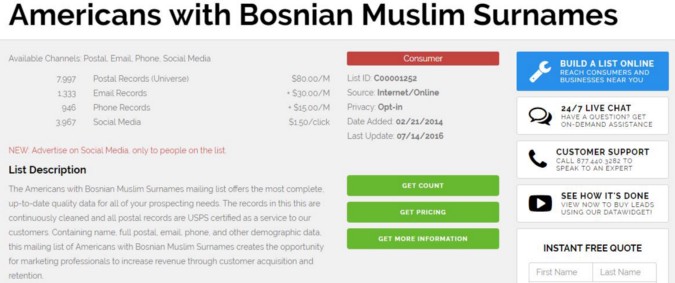 Americans with Bosnian Muslim Surnames
Available Channels: Postal, Email, Phone, Social Media
7,997 Postal Records (Universe) $80.00/M
1,333 Email Records + $30.00/M
946 Phone Records + $15.00/M
3,967 Social Media $1.50/click
NEW: Advertise on Social Media, only to people on the list.
List Description
The Americans with Bosnian Muslim Surnames mailing list offers the most complete,
up-to-date quality data for all of your prospecting needs. The records in this this are
continuously cleaned and all postal records are USPS certified as a service to our
customers. Containing name, full postal, email, phone, and other demographic data,
this mailing list of Americans with Bosnian Muslim Surnames creates the opportunity
for marketing professionals to increase revenue through customer acquisition and
retention.
Consumer
List ID: C00001252
Source: Internet/Online
Privacy: Opt-in
Date Added: 02/21/2014
Last Update: 07/14/2016
GET COUNT
GET PRICING
GET MORE INFORMATION
BUILD A LIST ONLINE
REACH CONSUMERS AND
BUSINESSES NEAR YOU
24/7 LIVE CHAT
HAVE A QUESTION? GET
ON-DEMAND ASSISTANCE
CUSTOMER SUPPORT
CALL 877.440.3282 TO
SPEAK TO AN EXPERT
SEE HOW IT'S DONE
VIEW NOW TO BUY LEADS
USING OUR DATAWIDGET!
INSTANT FREE QUOTE
First Name Last Name